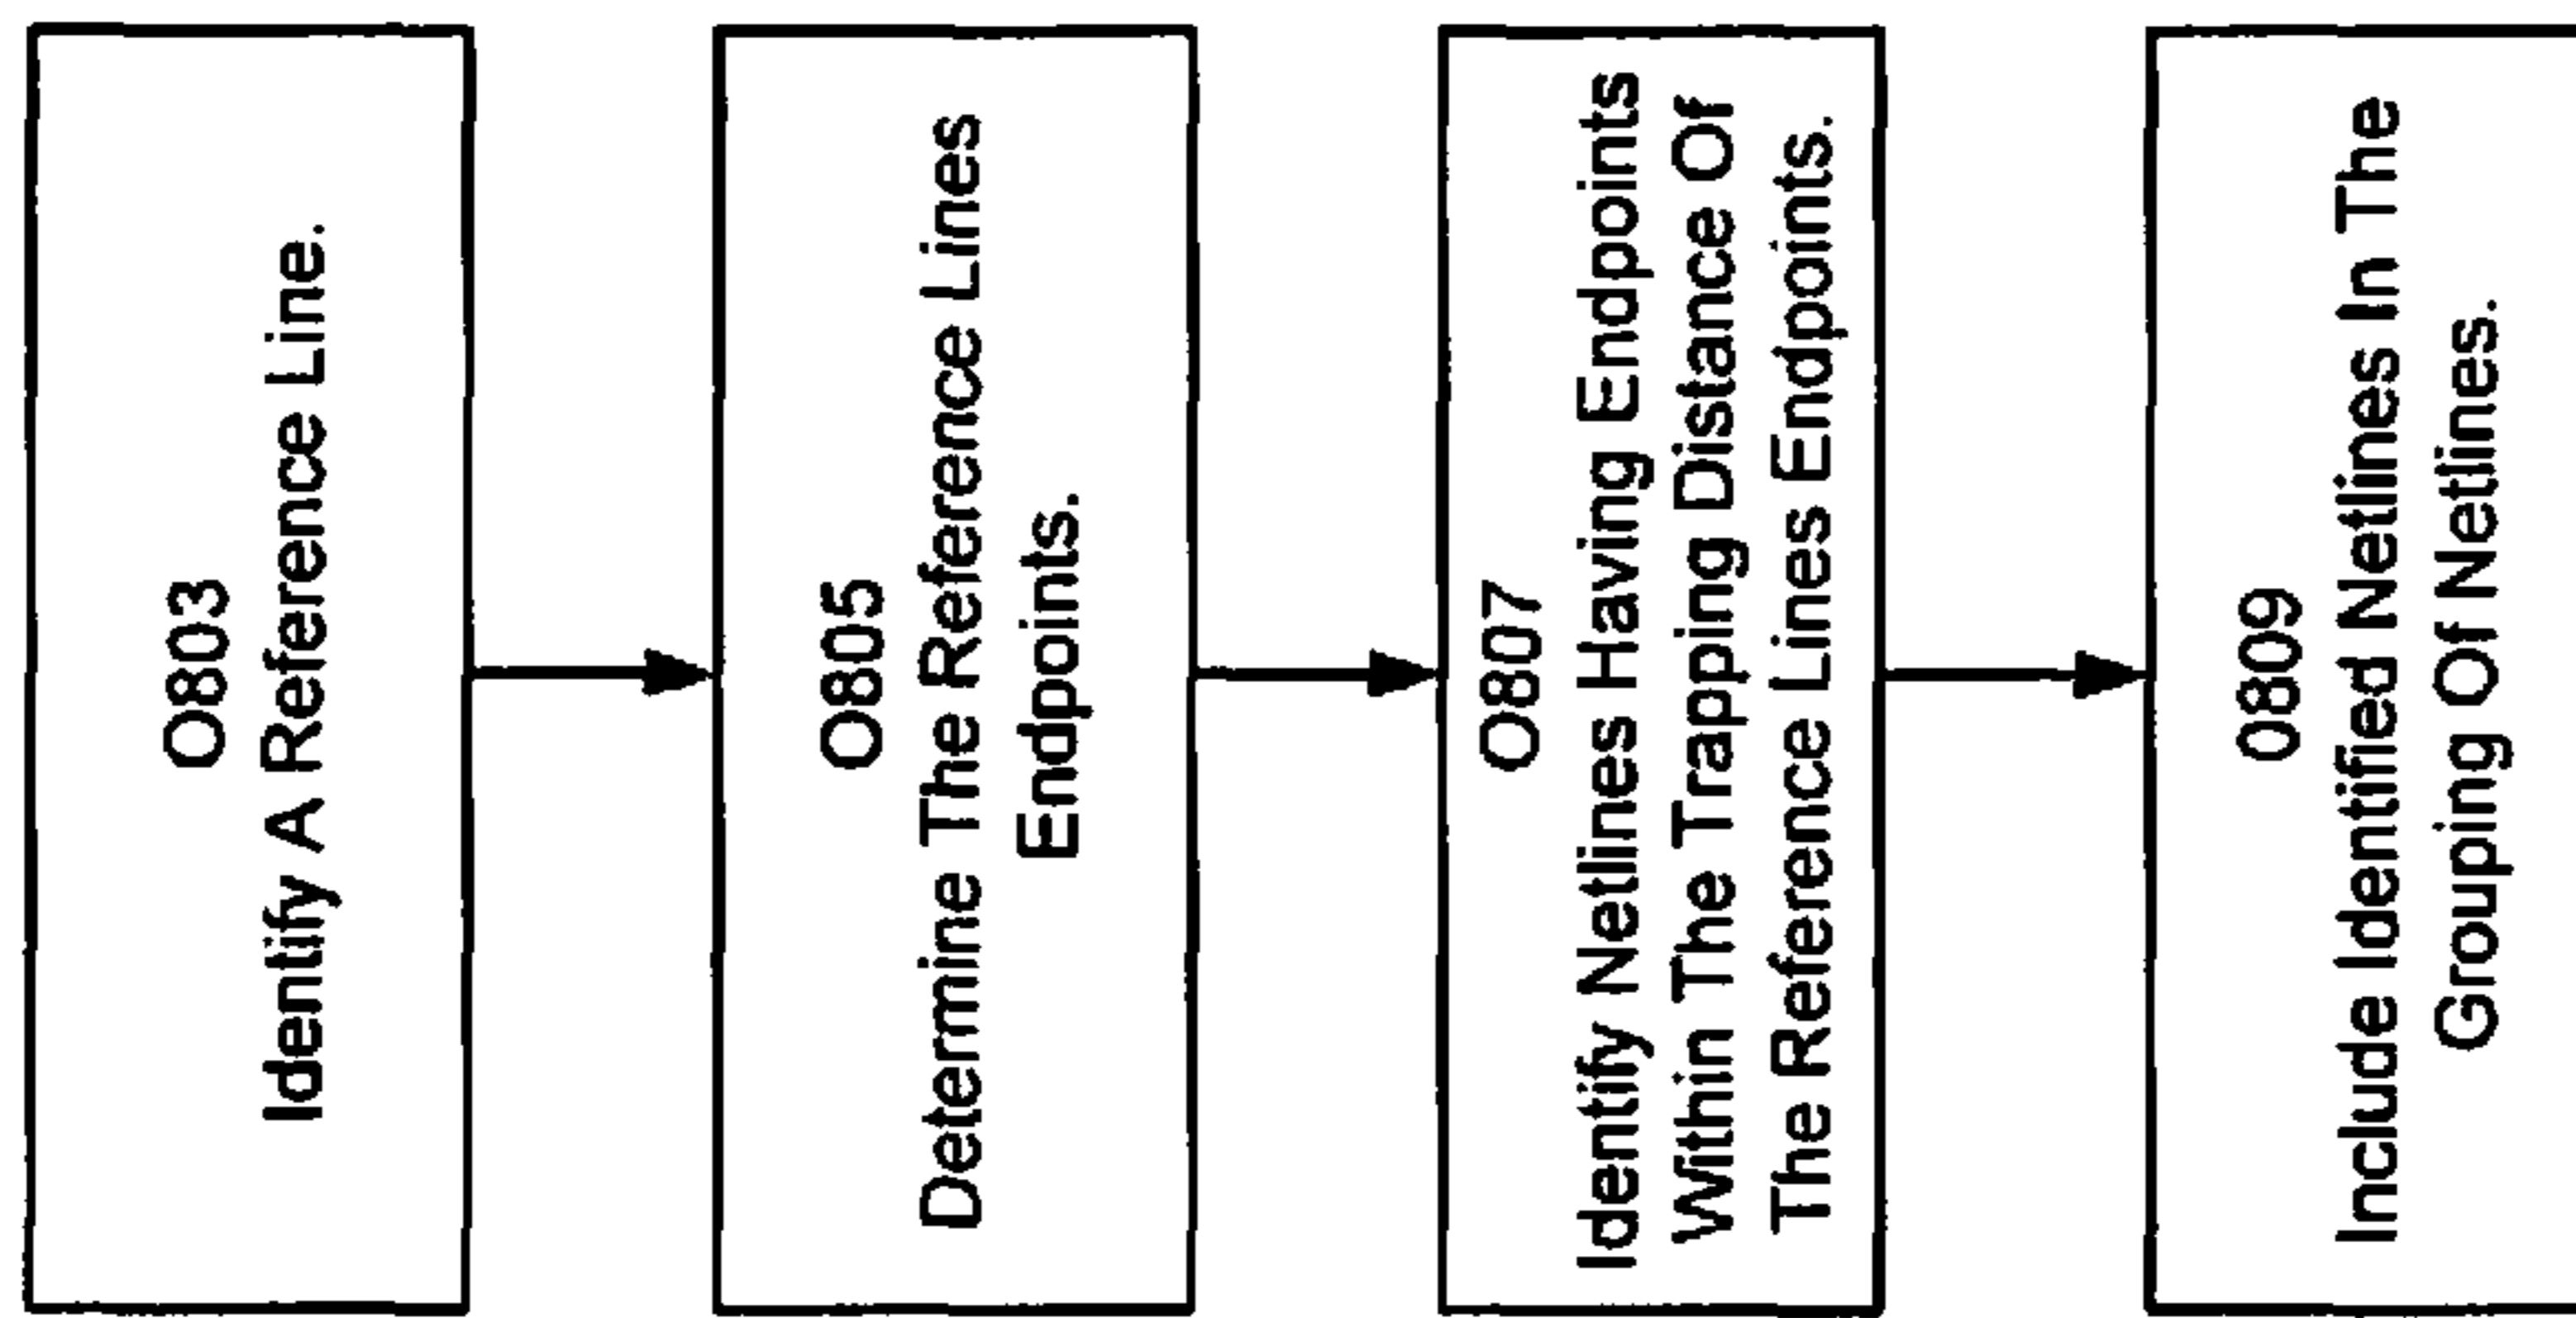 O803
Identify A Reference Line.
O805
Determine The Reference Lines
Endpoints.
O807
Identify Netlines Having Endpoints
Within The Trapping Distance Of
The Reference Lines Endpoints.
0809
Include Identified Netlines In The
Grouping Of Netlines.